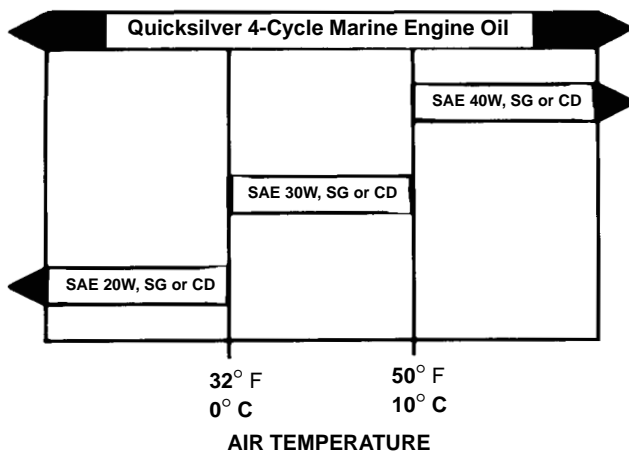 Quicksilver 4-Cycle Marine Engine Oil
SAE 40W, SG or CD
SAE 30W, SG or CD
SAE 20W, SG or CD
32° F
50° F
0° C
10° C
AIR TEMPERATURE